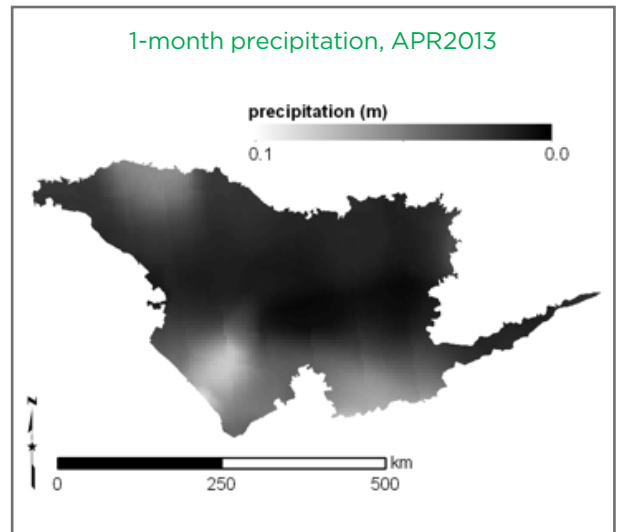 1-month precipitation, APR2013
precipitation (m)
0.1 0.0
N
km
0 250 500